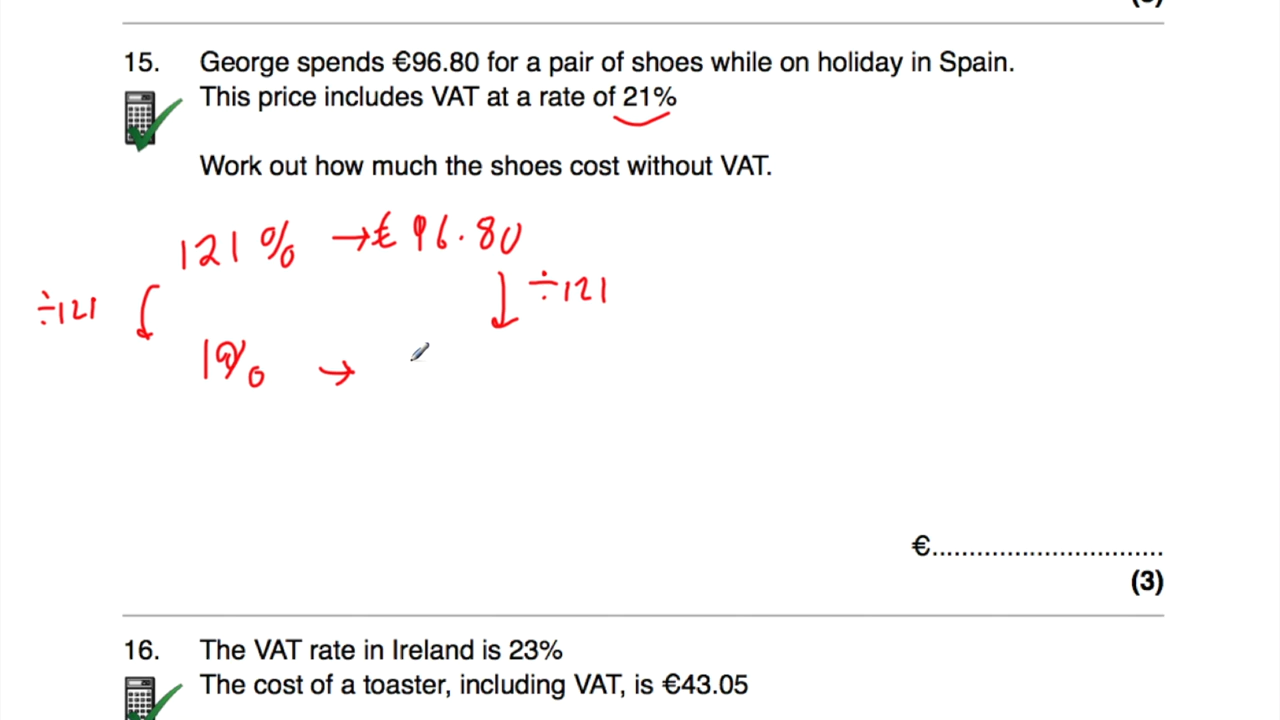 15. George spends €96.80 for a pair of shoes while on holiday in Spain.
This price includes VAT at a rate of 21%
Work out how much the shoes cost without VAT.
121% →€ 96.80
÷121 ÷121
1% →
€...............................
(3)
16. The VAT rate in Ireland is 23%
The cost of a toaster, including VAT, is €43.05